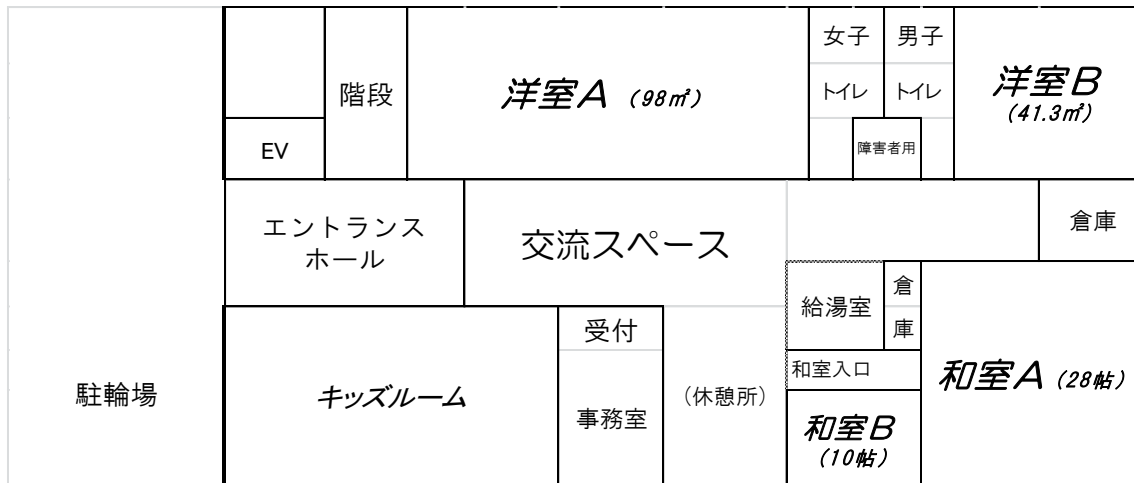 女子
男子
階段
洋室A (98㎡)
トイレ
トイレ
洋室B
(41.3㎡)
EV
障害者用
エントランス
ホール
交流スペース
倉庫
給湯室
倉
庫
受付
和室入口
駐輪場
キッズルーム
事務室
(休憩所)
和室A (28帖)
和室B
(10帖)